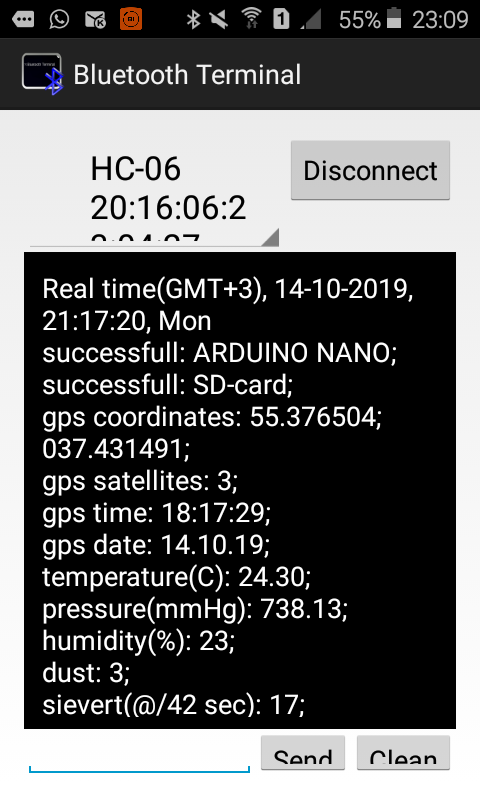 55% 23:09
Bluetooth Terminal
HC-06
20:16:06:2
Disconnect
Real time(GMT+3), 14-10-2019,
21:17:20, Mon
successfull: ARDUINO NANO;
successfull: SD-card;
gps coordinates: 55.376504;
037.431491;
gps satellites: 3;
gps time: 18:17:29;
gps date: 14.10.19;
temperature(C): 24.30;
pressure(mmHg): 738.13;
humidity(%): 23;
dust: 3;
sievert(@/42 sec): 17;
Send
Clean